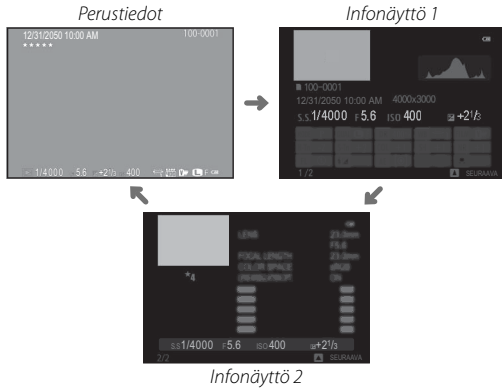 Perustiedot
12/31/2050 10:00 AM 100-0001
★★★★★
1/4000 5.6 +2 1/3 400 L F
Infonäyttö 1
100-0001
12/31/2050 10:00 AM 4000x3000
S.S. 1/4000 F 5.6 ISO 400 +2 1/3
1/2 SEURAAVA
Infonäyttö 2
LENS 23.0mm
F5.6
FOCAL LENGTH 23.0mm
COLOR SPACE sRGB
★4 ON
S.S 1/4000 F5.6 ISO 400 +2 1/3
2/2 SEURAAVA